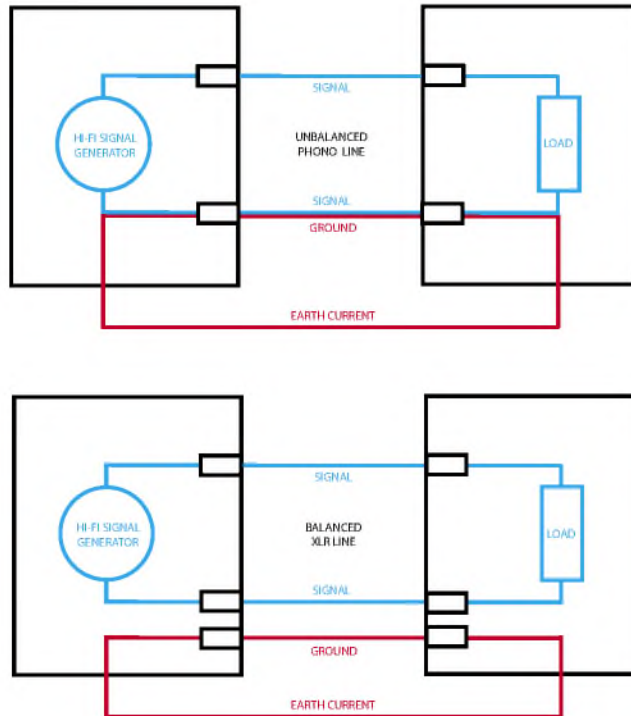 SIGNAL
HI-FI SIGNAL
GENERATOR
UNBALANCED
PHONO LINE
LOAD
SIGNAL
GROUND
EARTH CURRENT
SIGNAL
HI-FI SIGNAL
GENERATOR
BALANCED
XLR LINE
LOAD
SIGNAL
GROUND
EARTH CURRENT